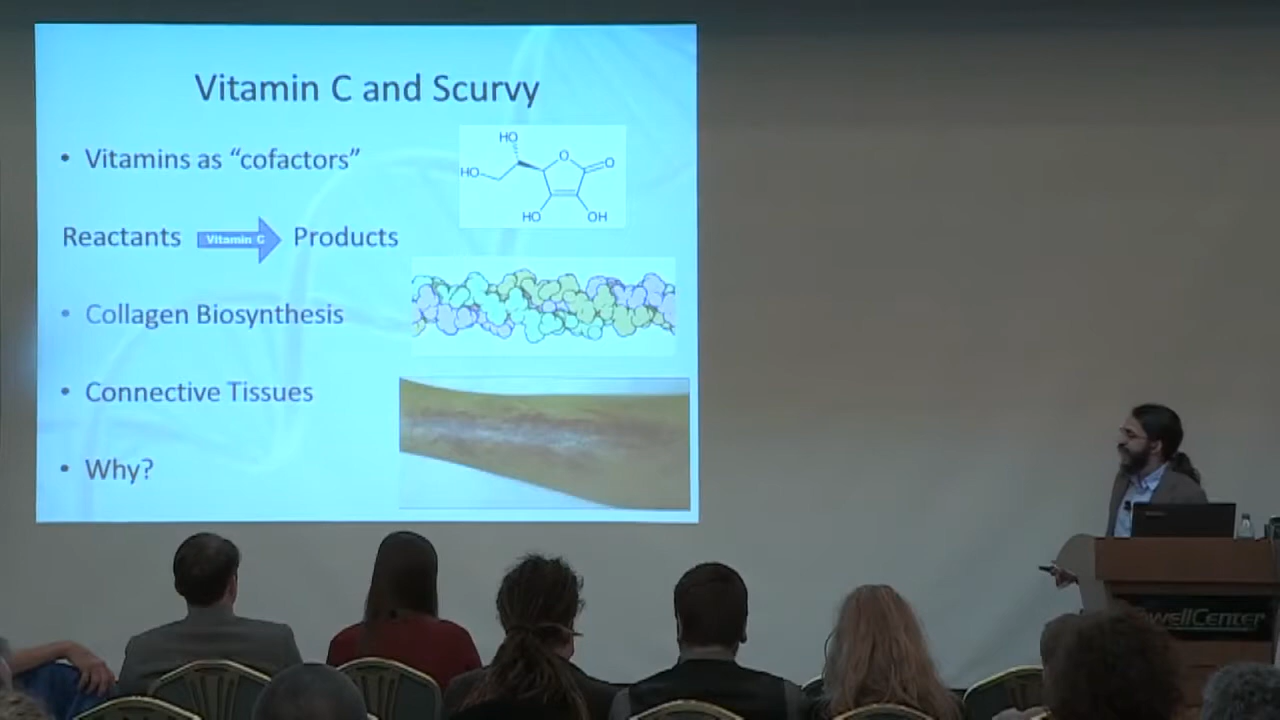 Vitamin C and Scurvy
• Vitamins as “cofactors”
HO
HO
O
O
HO
OH
Reactants Vitamin C Products
• Collagen Biosynthesis
• Connective Tissues
• Why?
wellCenter